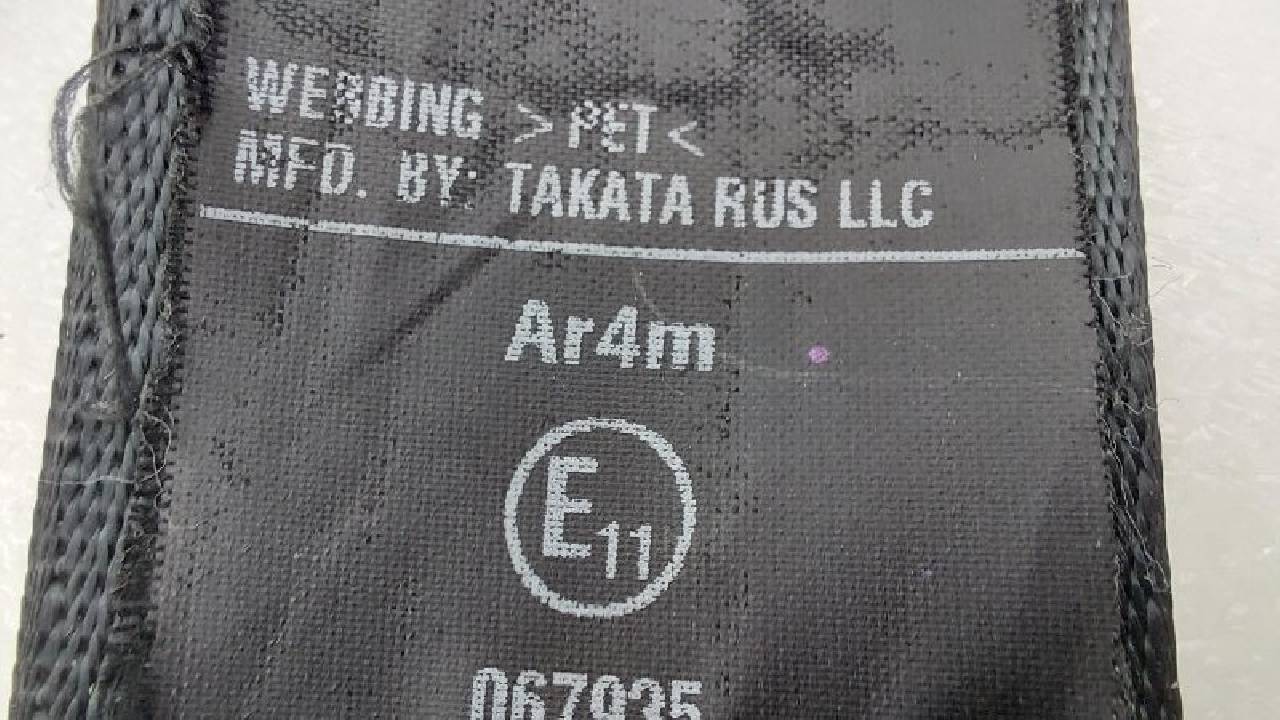 WEBBING >PET<
MFD. BY: TAKATA RUS LLC
Ar4m
E11
067935